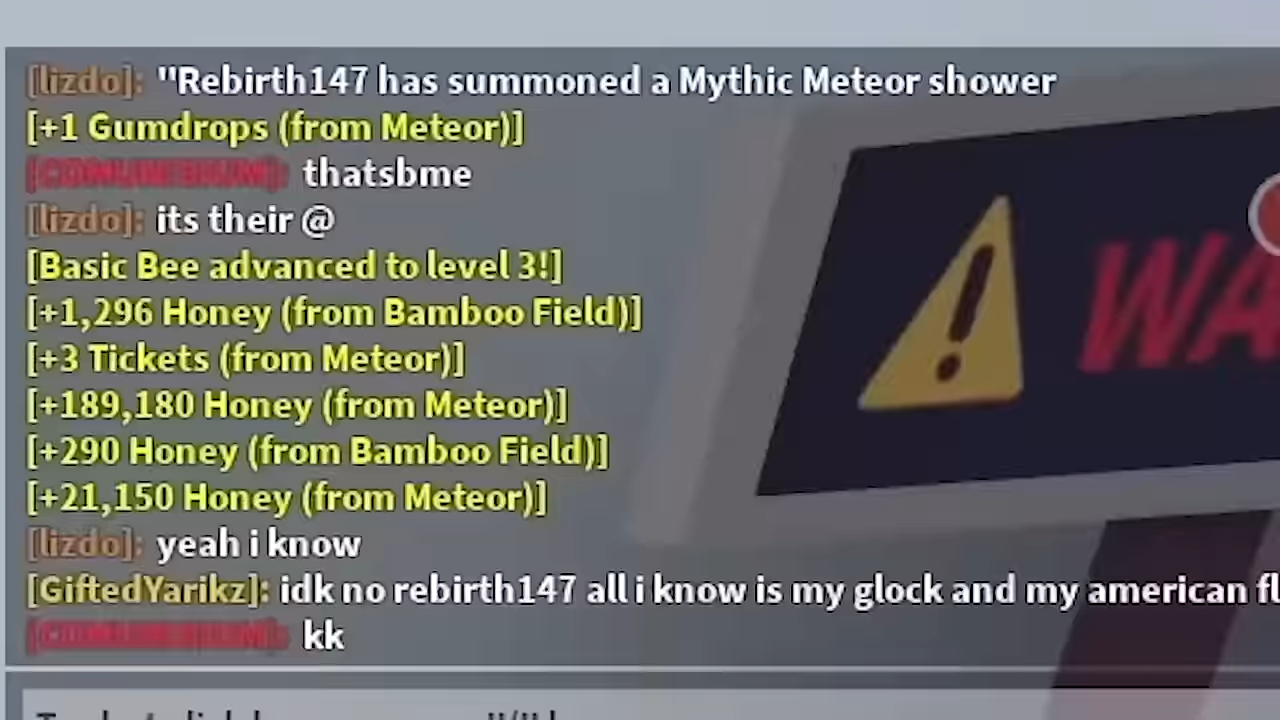 [lizdo]: "Rebirth147 has summoned a Mythic Meteor shower
[+1 Gumdrops (from Meteor)]
thatsbme
[lizdo]: its their @
[Basic Bee advanced to level 3!]
[+1,296 Honey (from Bamboo Field)]
[+3 Tickets (from Meteor)]
[+189,180 Honey (from Meteor)]
[+290 Honey (from Bamboo Field)]
[+21,150 Honey (from Meteor)]
[lizdo]: yeah i know
[GiftedYarikz]: idk no rebirth147 all i know is my glock and my american fl
kk
WA